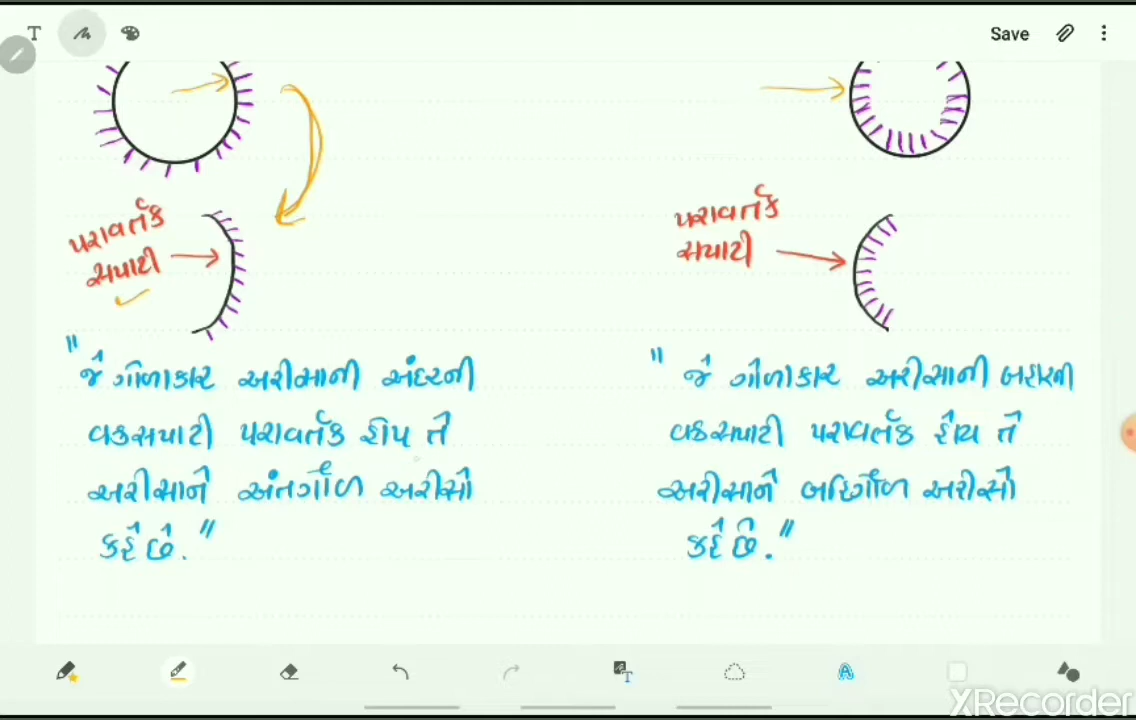 T
Save
પરાવર્તક
સપાટી
પરાવર્તક
સપાટી
"જે ગોળાકાર અરીસાની અંદરની
વક્રસપાટી પરાવર્તક હોય તે
અરીસાને અંતર્ગોળ અરીસો
કહે છે."
"જે ગોળાકાર અરીસાની બહારની
વક્રસપાટી પરાવર્તક હોય તે
અરીસાને બહિર્ગોળ અરીસો
કહે છે."
T
A
XRecorder